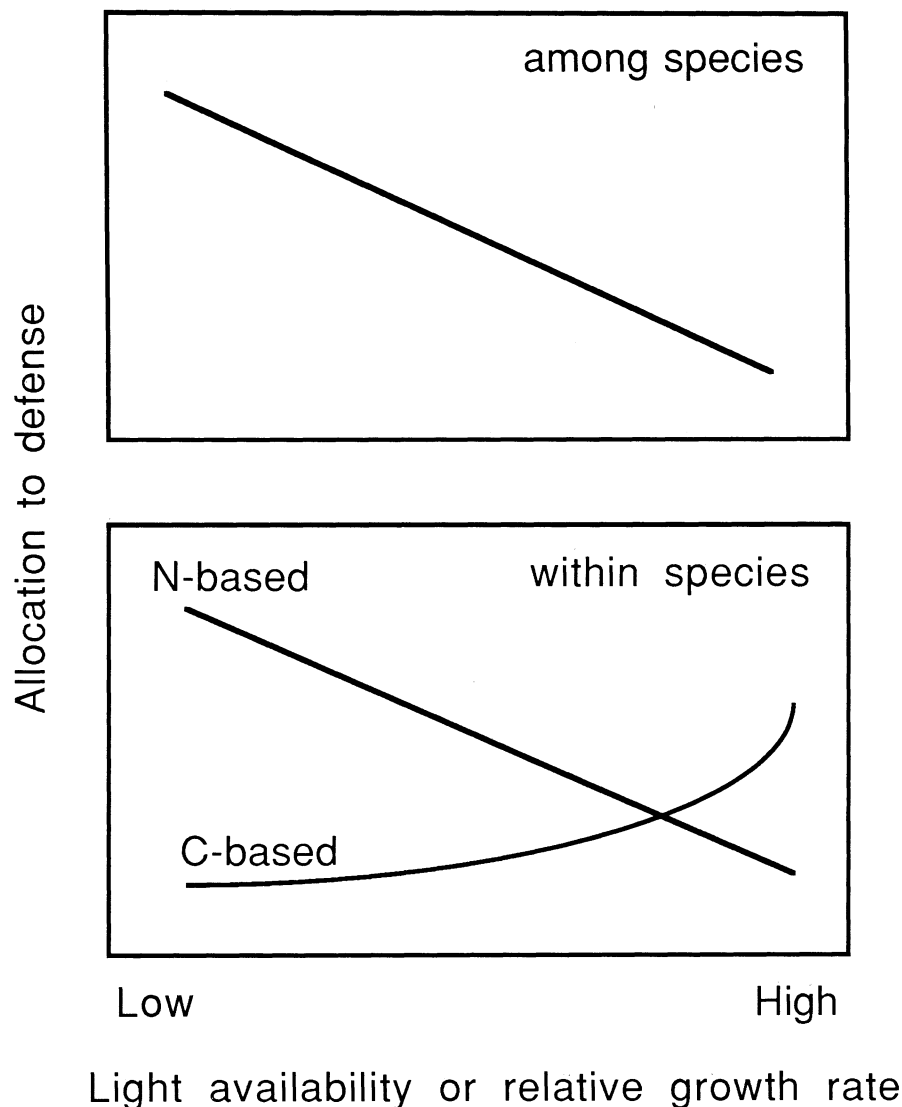 among species
Allocation to defense
N-based
within species
C-based
Low
High
Light availability or relative growth rate